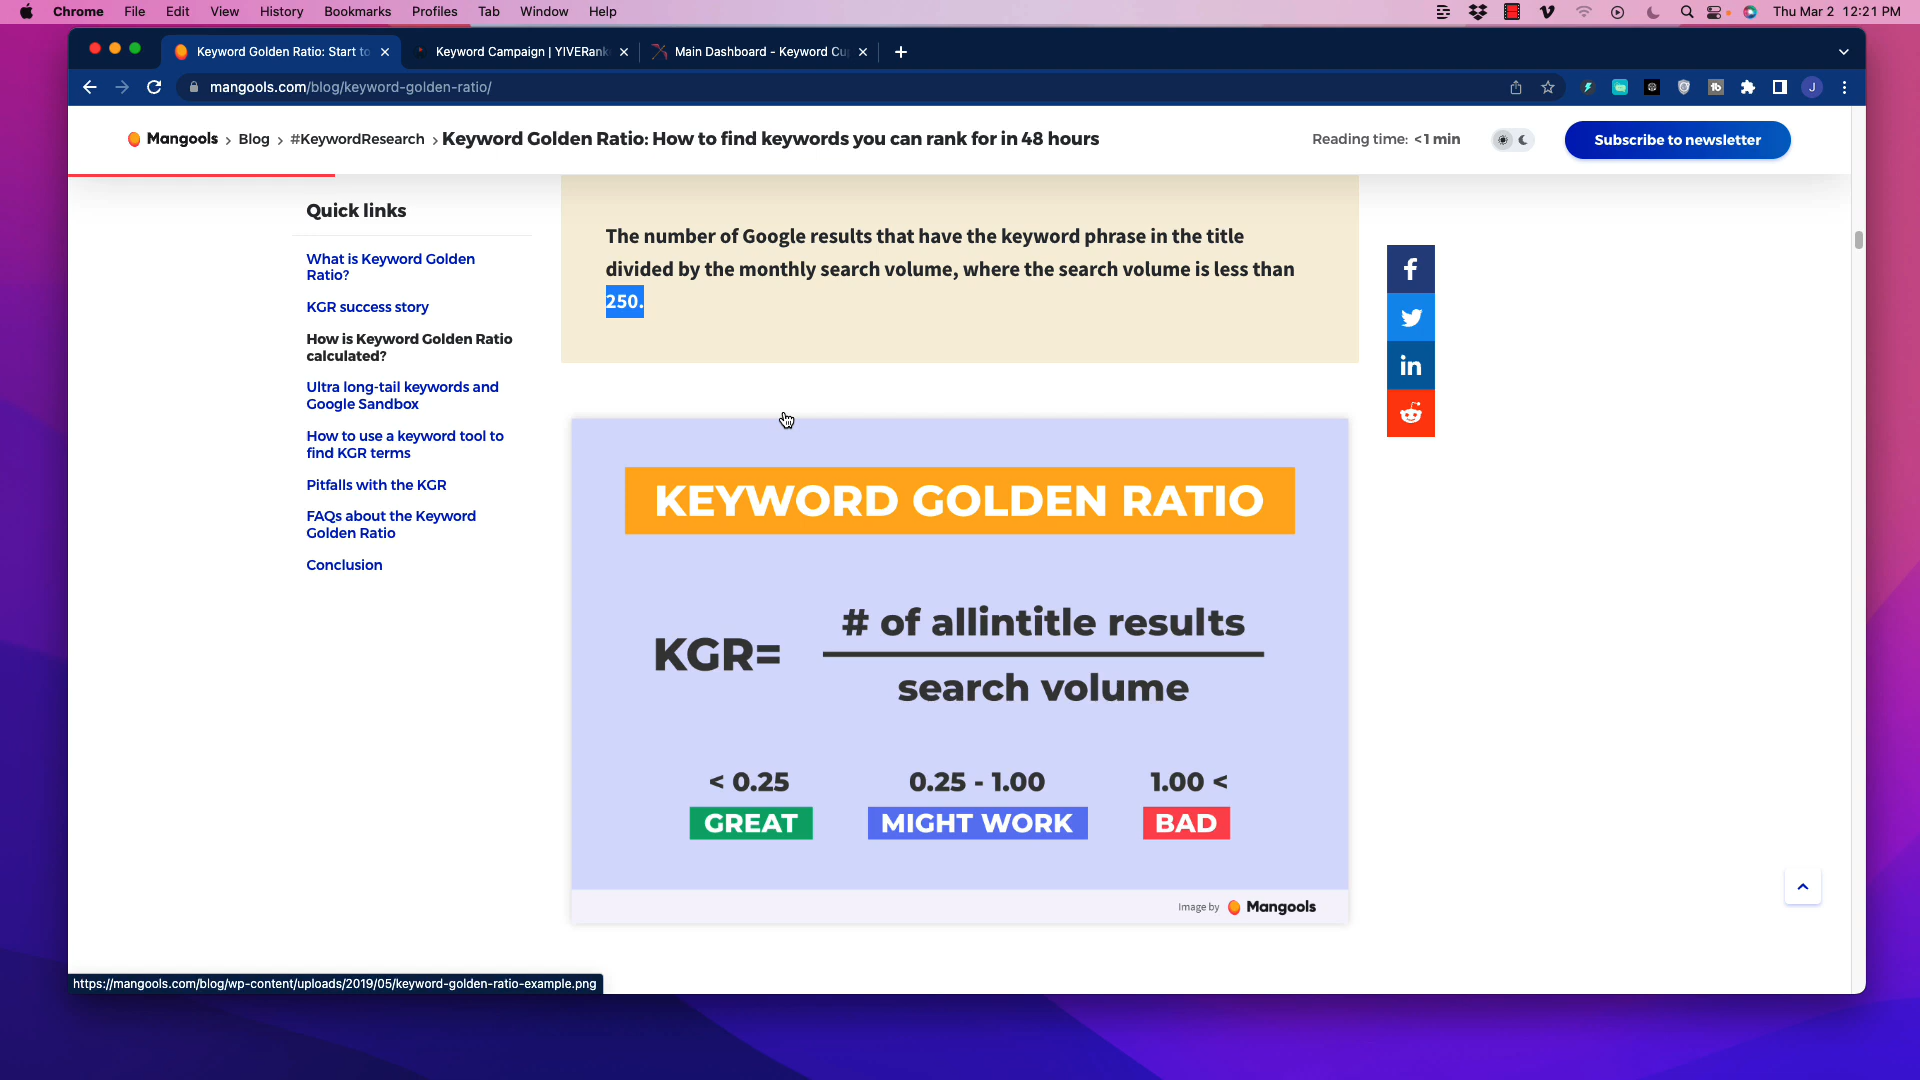 Chrome File Edit View History Bookmarks Profiles Tab Window Help Thu Mar 2 12:21 PM
Keyword Golden Ratio: Start to
Keyword Campaign | YIVERank
Main Dashboard - Keyword Cu
mangools.com/blog/keyword-golden-ratio/
Mangools › Blog › #KeywordResearch › Keyword Golden Ratio: How to find keywords you can rank for in 48 hours
Reading time: <1 min
Subscribe to newsletter
Quick links
What is Keyword Golden
Ratio?
KGR success story
How is Keyword Golden Ratio
calculated?
Ultra long-tail keywords and
Google Sandbox
How to use a keyword tool to
find KGR terms
Pitfalls with the KGR
FAQs about the Keyword
Golden Ratio
Conclusion
The number of Google results that have the keyword phrase in the title
divided by the monthly search volume, where the search volume is less than
250.
KEYWORD GOLDEN RATIO
# of allintitle results
KGR=
search volume
< 0.25 0.25 - 1.00 1.00 <
GREAT MIGHT WORK BAD
Image by Mangools
https://mangools.com/blog/wp-content/uploads/2019/05/keyword-golden-ratio-example.png